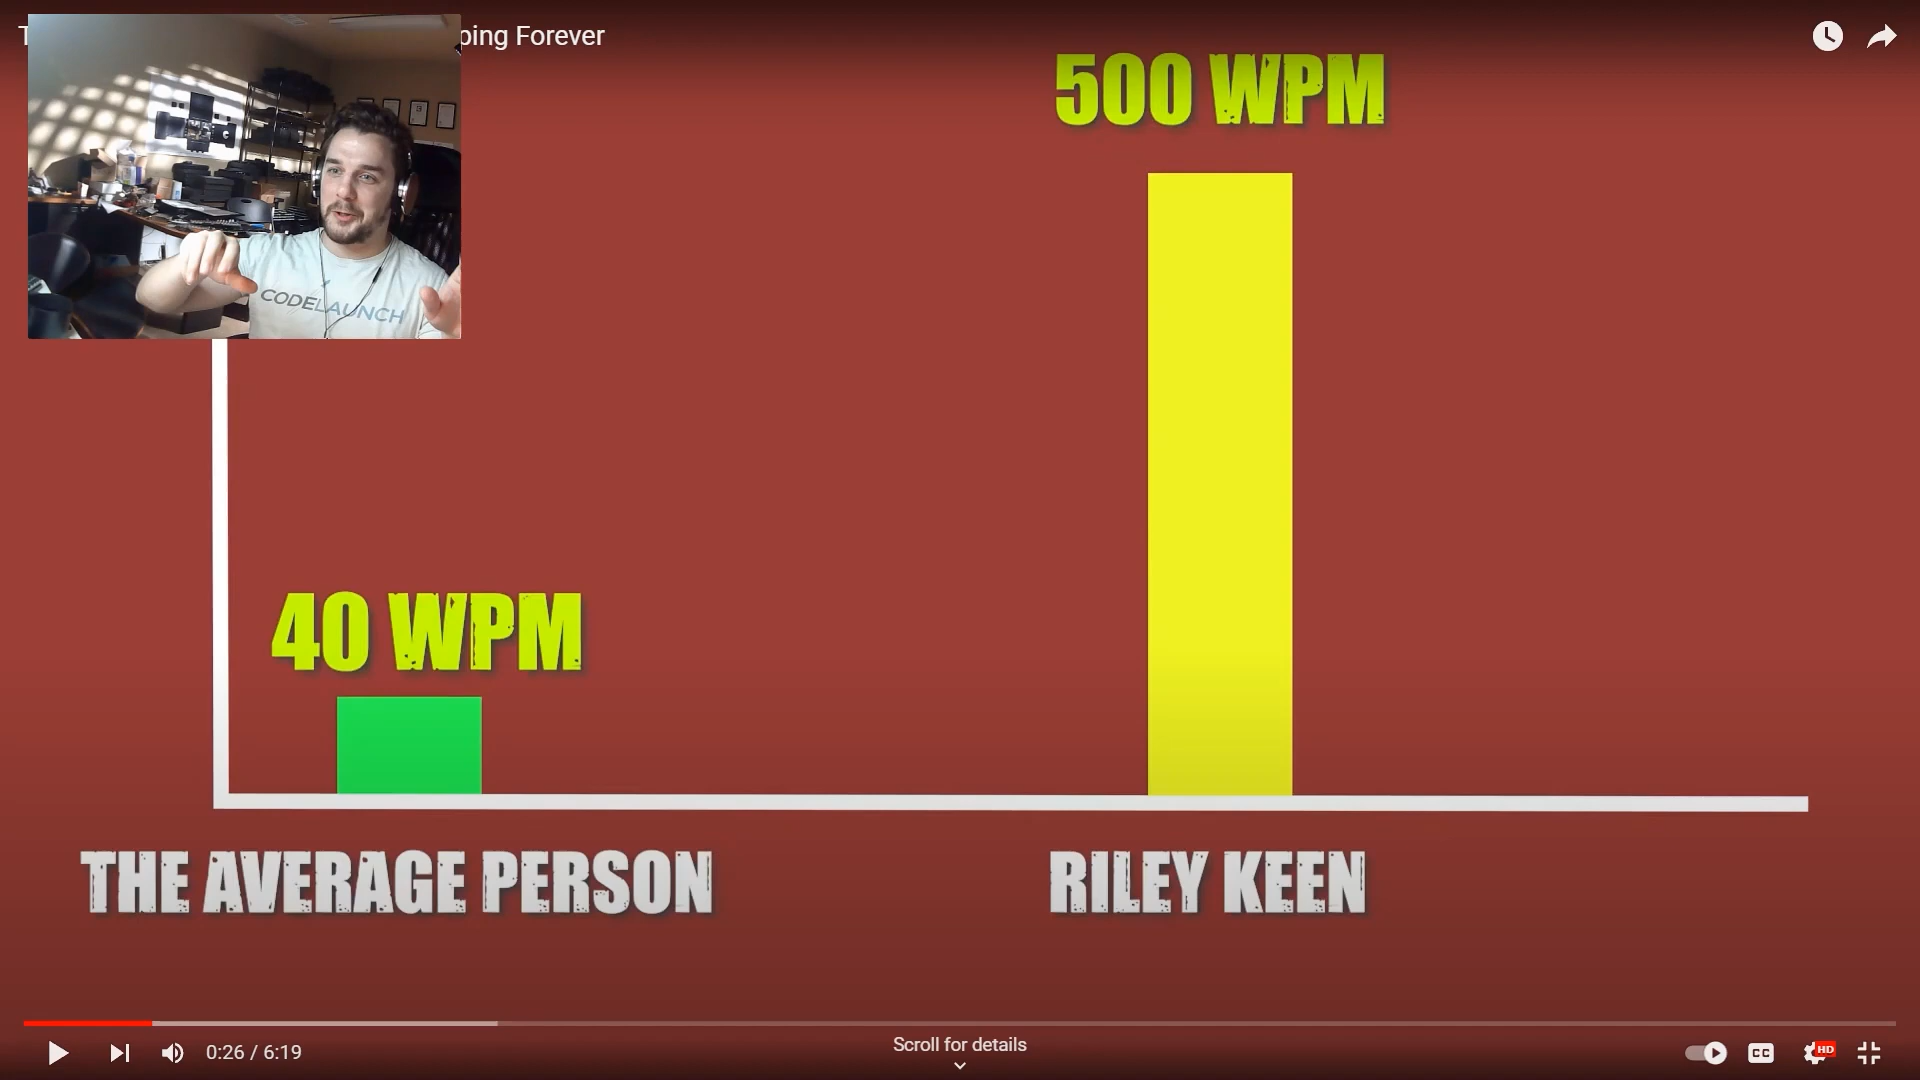 ping Forever
500 WPM
CODELAUNCH
40 WPM
THE AVERAGE PERSON
RILEY KEEN
Scroll for details
0:26 / 6:19
CC
HD